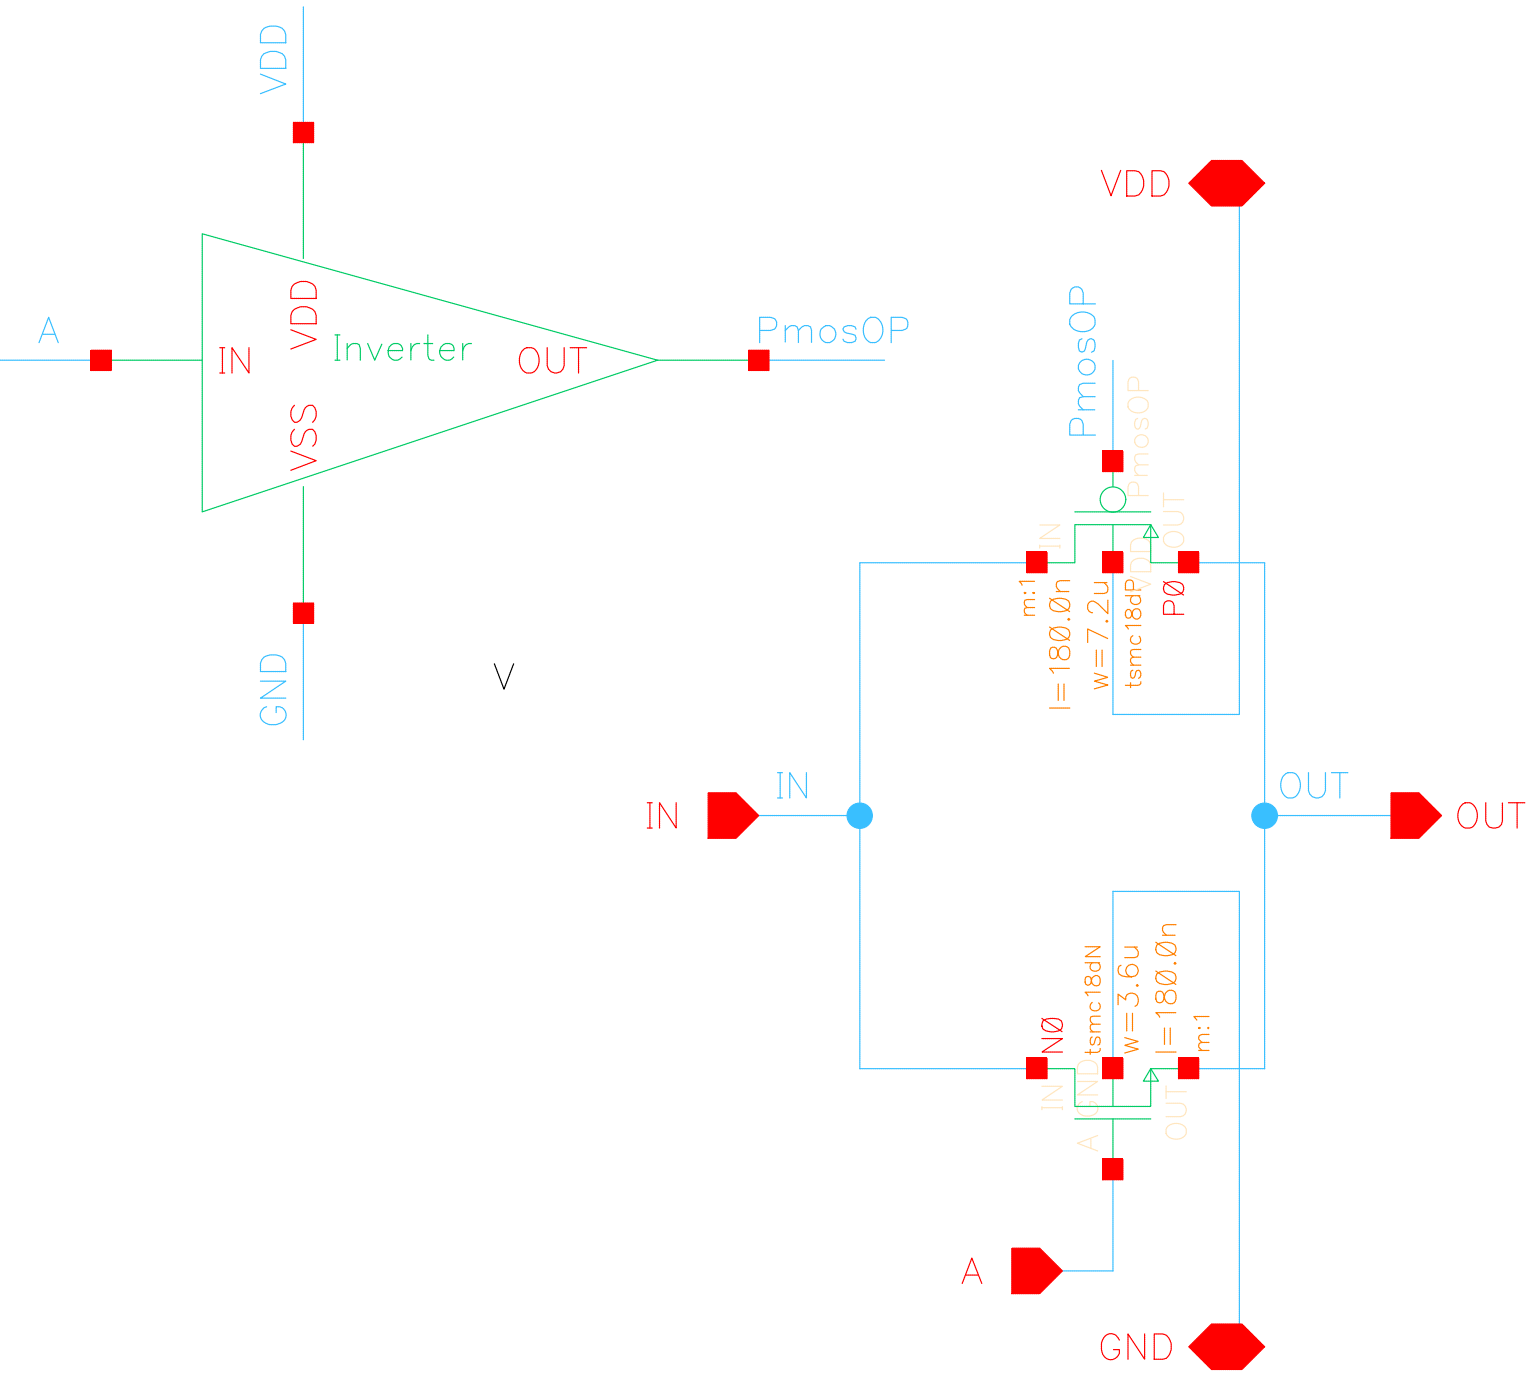 VDD
A
IN
VDD
VSS
Inverter
OUT
PmosOP
GND
V
VDD
PmosOP
PmosOP
IN
VDD
OUT
m:1
l=180.0n
w=7.2u
tsmc18dP
P0
IN
IN
OUT
OUT
N0
tsmc18dN
w=3.6u
l=180.0n
m:1
IN
A
GND
OUT
A
GND